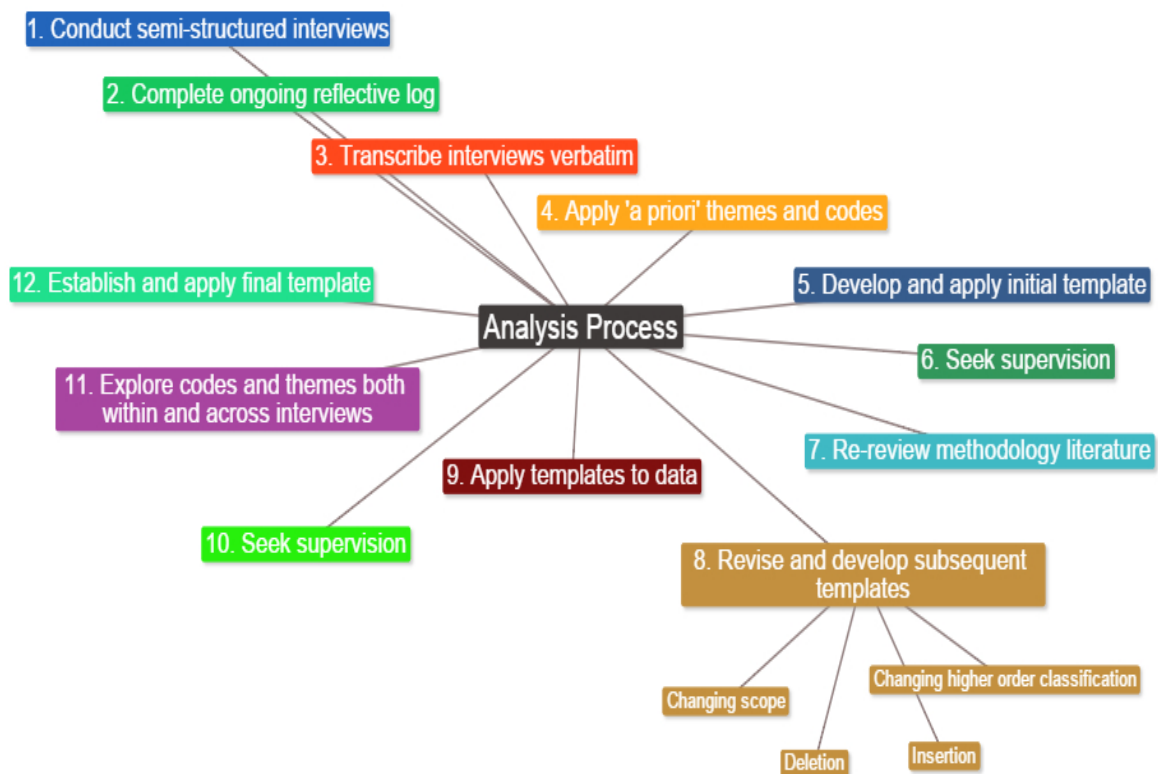 1. Conduct semi-structured interviews
2. Complete ongoing reflective log
3. Transcribe interviews verbatim
4. Apply 'a priori' themes and codes
12. Establish and apply final template
5. Develop and apply initial template
Analysis Process
6. Seek supervision
11. Explore codes and themes both
within and across interviews
7. Re-review methodology literature
9. Apply templates to data
10. Seek supervision
8. Revise and develop subsequent
templates
Changing higher order classification
Changing scope
Insertion
Deletion